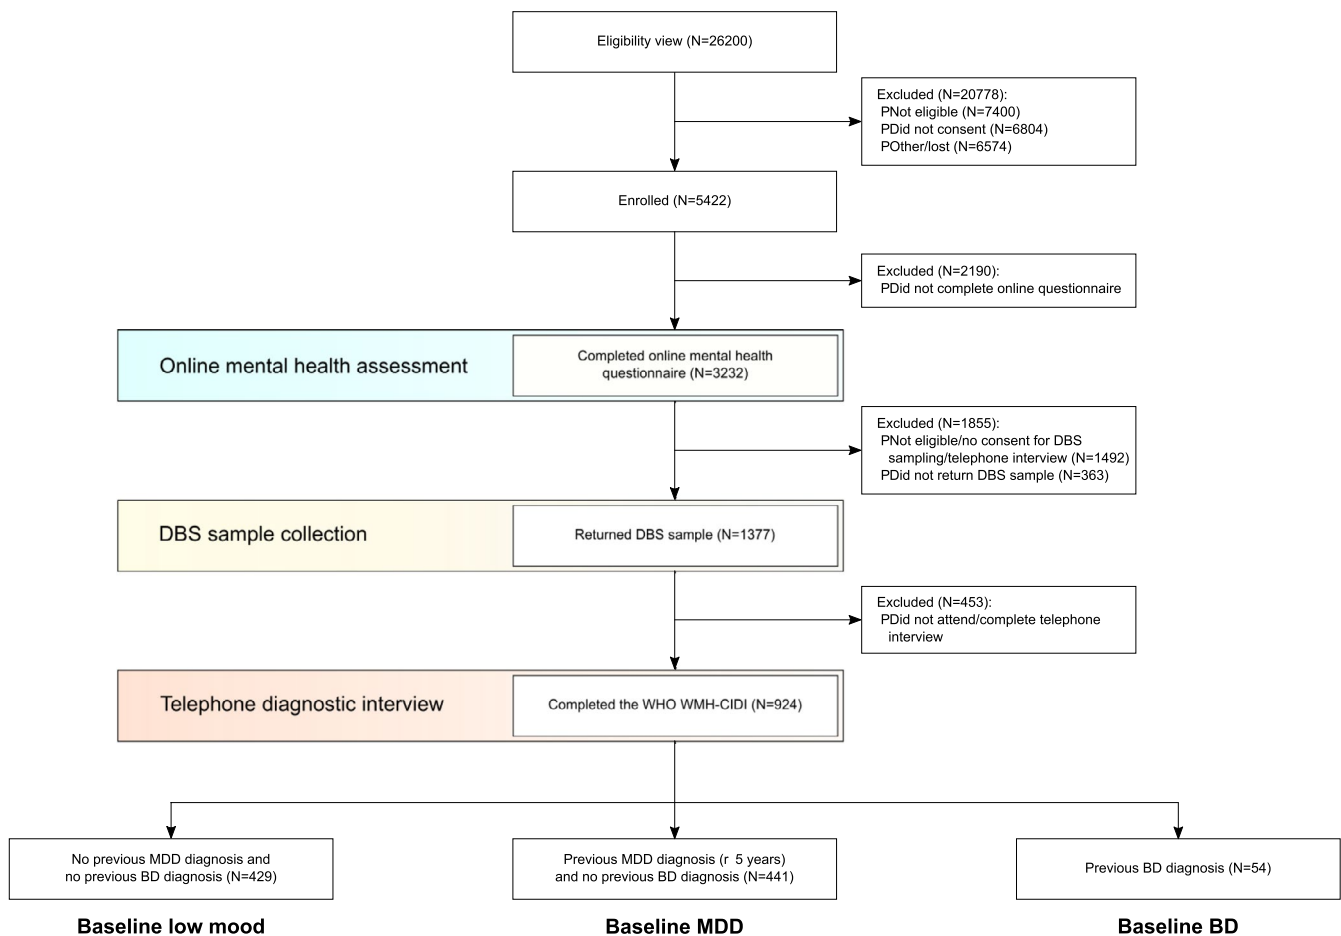 Eligibility view (N=26200)
Excluded (N=20778):
PNot eligible (N=7400)
PDid not consent (N=6804)
POther/lost (N=6574)
Enrolled (N=5422)
Excluded (N=2190):
PDid not complete online questionnaire
Online mental health assessment
Completed online mental health
questionnaire (N=3232)
Excluded (N=1855):
PNot eligible/no consent for DBS
sampling/telephone interview (N=1492)
PDid not return DBS sample (N=363)
DBS sample collection
Returned DBS sample (N=1377)
Excluded (N=453):
PDid not attend/complete telephone
interview
Telephone diagnostic interview
Completed the WHO WMH-CIDI (N=924)
No previous MDD diagnosis and
no previous BD diagnosis (N=429)
Baseline low mood
Previous MDD diagnosis (r 5 years)
and no previous BD diagnosis (N=441)
Baseline MDD
Previous BD diagnosis (N=54)
Baseline BD